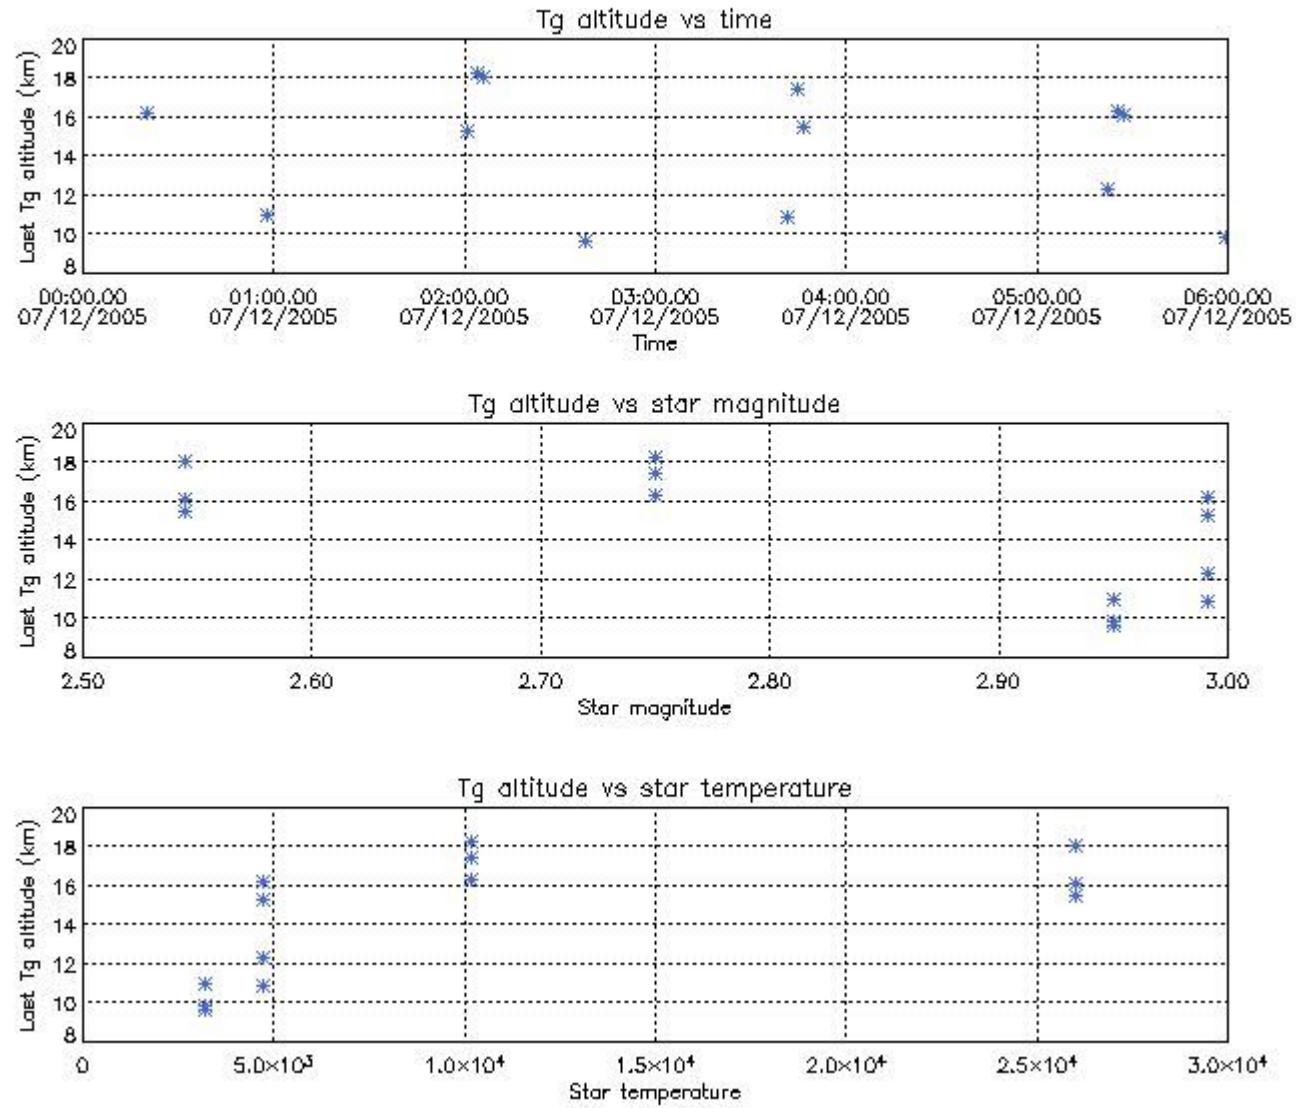 Tg altitude vs time
Last Tg altitude (km)
20
18
16
14
12
10
8
00:00.00 01:00.00 02:00.00 03:00.00 04:00.00 05:00.00 06:00.00
07/12/2005 07/12/2005 07/12/2005 07/12/2005 07/12/2005 07/12/2005 07/12/2005
Time
Tg altitude vs star magnitude
Last Tg altitude (km)
20
18
16
14
12
10
8
2.50 2.60 2.70 2.80 2.90 3.00
Star magnitude
Tg altitude vs star temperature
Last Tg altitude (km)
20
18
16
14
12
10
8
0 5.0×10³ 1.0×10⁴ 1.5×10⁴ 2.0×10⁴ 2.5×10⁴ 3.0×10⁴
Star temperature